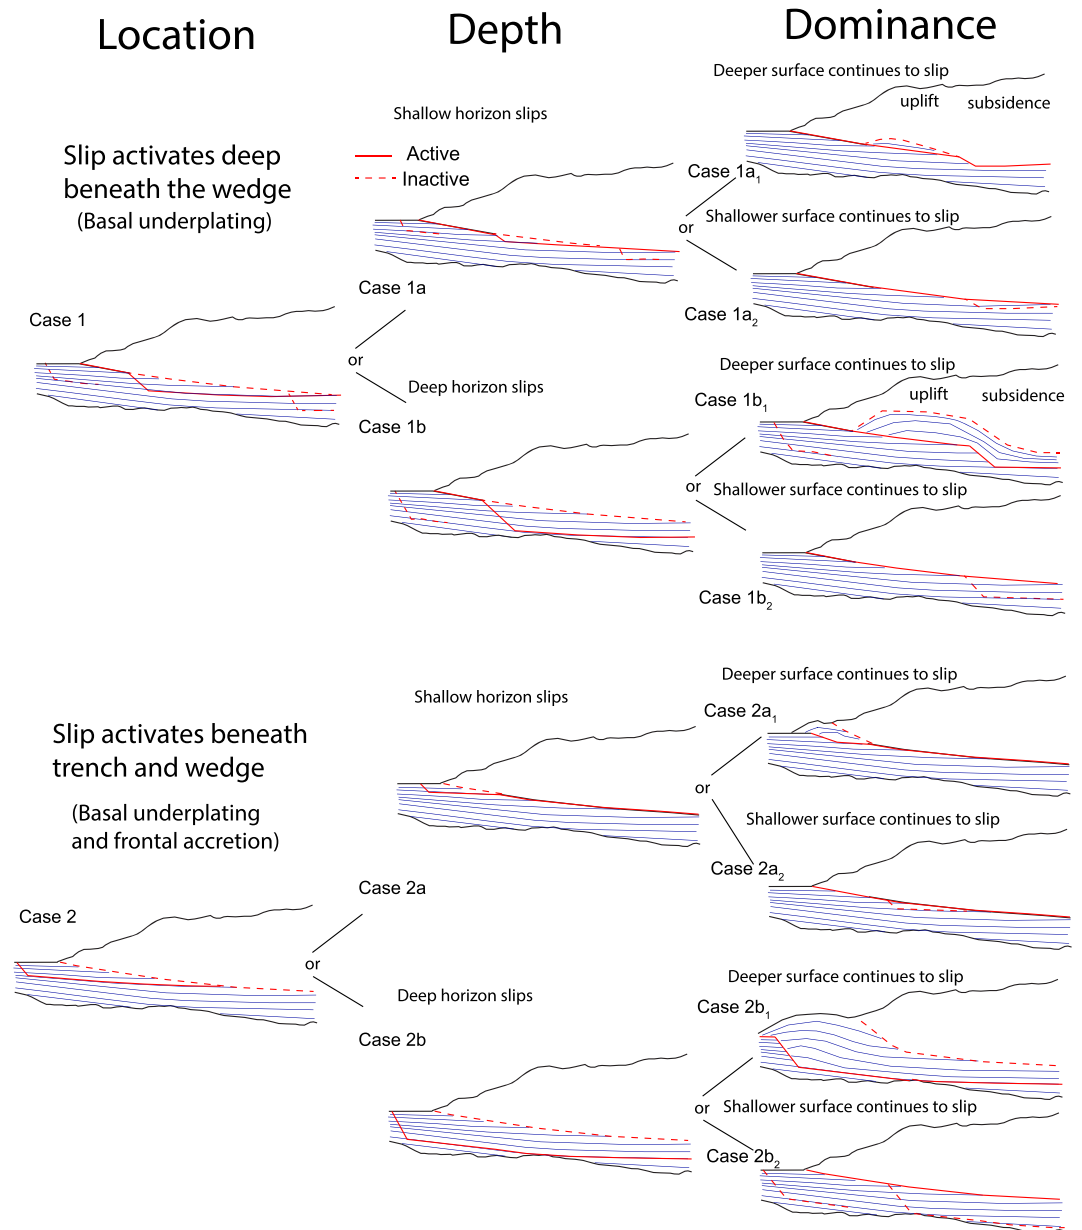 Location
Depth
Dominance
Deeper surface continues to slip
uplift
subsidence
Shallow horizon slips
Slip activates deep
beneath the wedge
(Basal underplating)
Active
Inactive
Case 1a₁
Shallower surface continues to slip
or
Case 1a
Case 1a₂
Case 1
or
Deep horizon slips
Case 1b
Deeper surface continues to slip
Case 1b₁
uplift
subsidence
or
Shallower surface continues to slip
Case 1b₂
Slip activates beneath
trench and wedge
(Basal underplating
and frontal accretion)
Shallow horizon slips
Deeper surface continues to slip
Case 2a₁
or
Shallower surface continues to slip
Case 2a₂
Case 2a
Case 2
or
Deep horizon slips
Case 2b
Deeper surface continues to slip
Case 2b₁
or
Shallower surface continues to slip
Case 2b₂